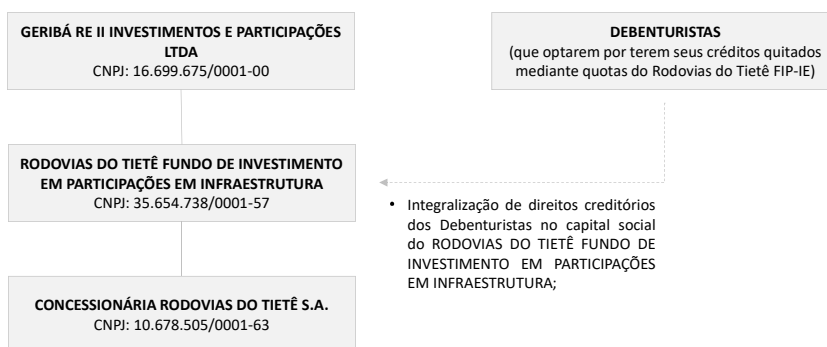 GERIBÁ RE II INVESTIMENTOS E PARTICIPAÇÕES
LTDA
CNPJ: 16.699.675/0001-00
DEBENTURISTAS
(que optarem por terem seus créditos quitados
mediante quotas do Rodovias do Tietê FIP-IE)
RODOVIAS DO TIETÊ FUNDO DE INVESTIMENTO
EM PARTICIPAÇÕES EM INFRAESTRUTURA
CNPJ: 35.654.738/0001-57
• Integralização de direitos creditórios
dos Debenturistas no capital social
do RODOVIAS DO TIETÊ FUNDO DE
INVESTIMENTO EM PARTICIPAÇÕES
EM INFRAESTRUTURA;
CONCESSIONÁRIA RODOVIAS DO TIETÊ S.A.
CNPJ: 10.678.505/0001-63